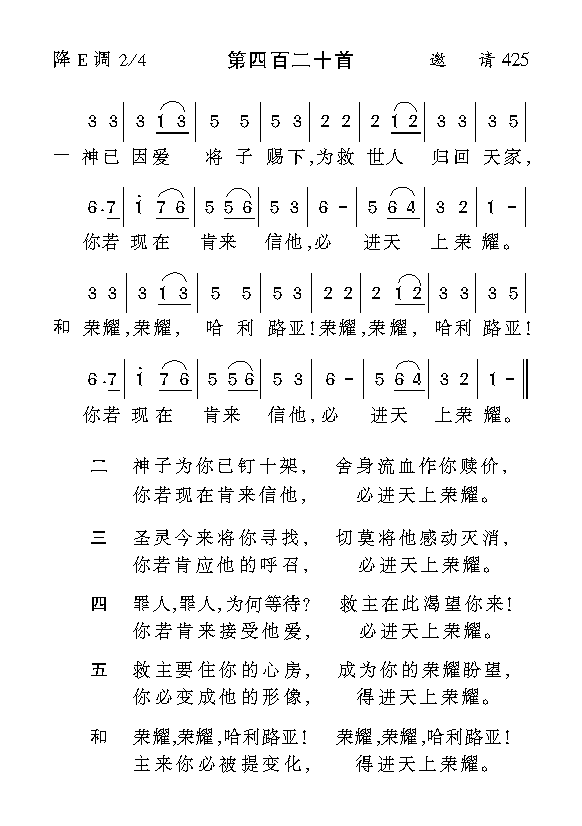 降E调 2/4 第四百二十首 邀 请 425
3 3 | 3 1 3 | 5 5 | 5 3 | 2 2 | 2 1 2 | 3 3 | 3 5 |
一 神已 因爱 将 子 赐下,为救 世人 归回 天家,
6·7 | i 7 6 | 5 5 6 | 5 3 | 6 – | 5 6 4 | 3 2 | 1 – |
你若 现在 肯来 信他,必 进天 上荣 耀。
3 3 | 3 1 3 | 5 5 | 5 3 | 2 2 | 2 1 2 | 3 3 | 3 5 |
和 荣耀,荣耀, 哈 利 路亚!荣耀,荣耀, 哈利 路亚!
6·7 | i 7 6 | 5 5 6 | 5 3 | 6 – | 5 6 4 | 3 2 | 1 – ‖
你若 现在 肯来 信他,必 进天 上荣 耀。
二 神子为你已钉十架, 舍身流血作你赎价,
你若现在肯来信他, 必进天上荣耀。
三 圣灵今来将你寻找, 切莫将他感动灭消,
你若肯应他的呼召, 必进天上荣耀。
四 罪人,罪人,为何等待? 救主在此渴望你来!
你若肯来接受他爱, 必进天上荣耀。
五 救主要住你的心房, 成为你的荣耀盼望,
你必变成他的形像, 得进天上荣耀。
和 荣耀,荣耀,哈利路亚! 荣耀,荣耀,哈利路亚!
主来你必被提变化, 得进天上荣耀。